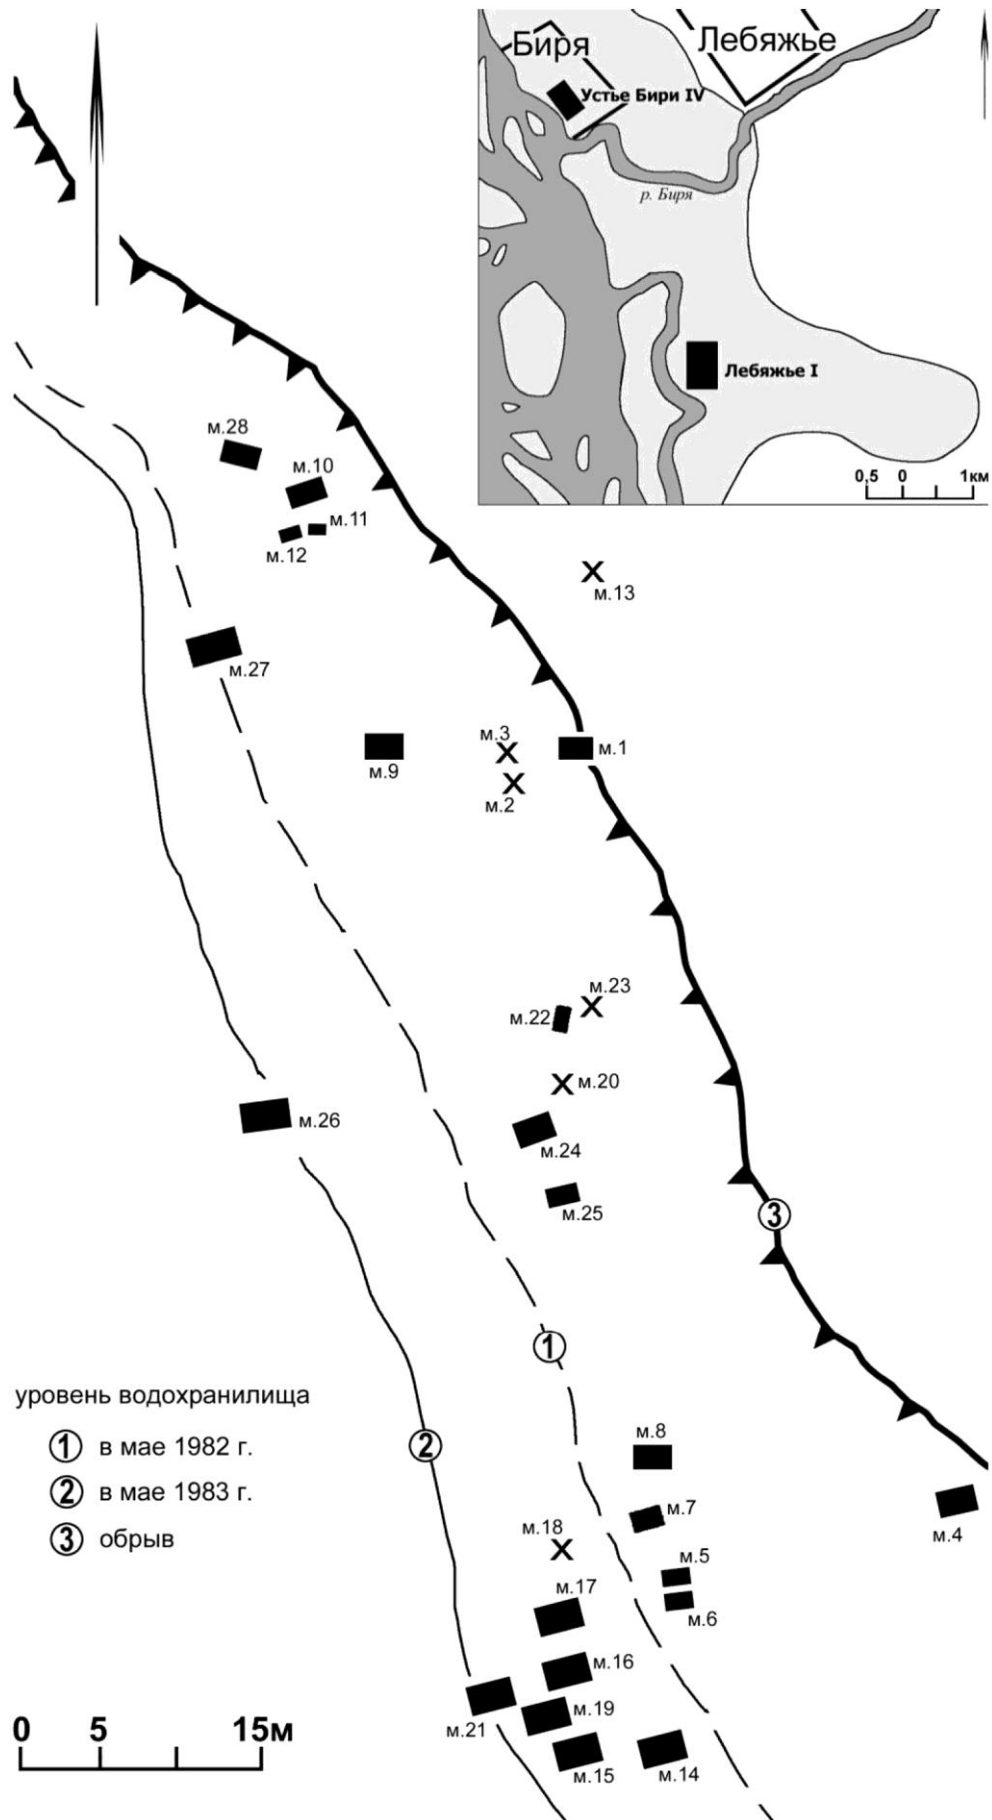 Биря
Лебяжье
Устье Бири IV
р. Биря
Лебяжье I
0,5 0 1км
м.28
м.10
м.11
м.12
м.13
м.27
м.3
м.1
м.9
м.2
м.23
м.22
м.20
м.26
м.24
м.25
3
1
уровень водохранилища
1 в мае 1982 г.
2 в мае 1983 г.
3 обрыв
2
м.8
м.7
м.4
м.18
м.5
м.17
м.6
м.16
м.19
м.21
м.15
м.14
0 5 15м